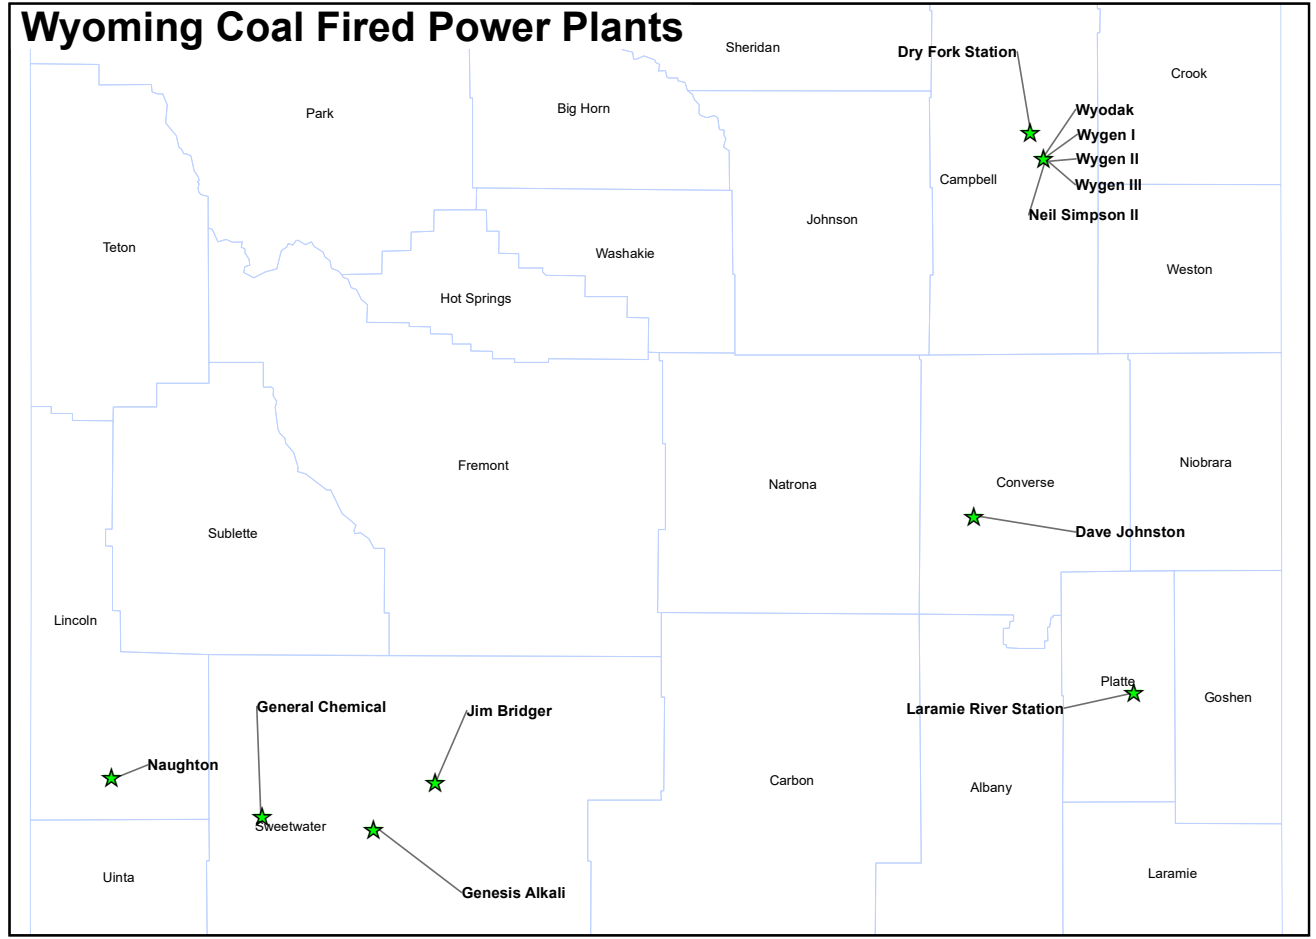 Wyoming Coal Fired Power Plants
Sheridan
Dry Fork Station
Crook
Park
Big Horn
Wyodak
Wygen I
Wygen II
Campbell
Wygen III
Neil Simpson II
Johnson
Teton
Washakie
Weston
Hot Springs
Fremont
Niobrara
Natrona
Converse
Sublette
Dave Johnston
Lincoln
Platte
Goshen
General Chemical
Jim Bridger
Laramie River Station
Naughton
Carbon
Albany
Sweetwater
Uinta
Laramie
Genesis Alkali